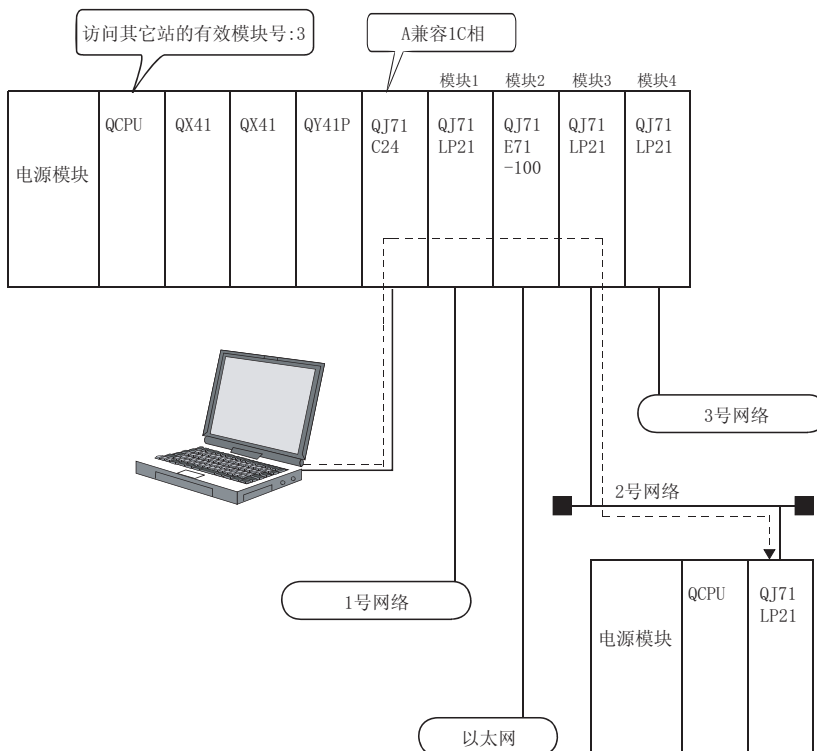 访问其它站的有效模块号:3
A兼容1C相
模块1
模块2
模块3
模块4
电源模块
QCPU
QX41
QX41
QY41P
QJ71
C24
QJ71
LP21
QJ71
E71
-100
QJ71
LP21
QJ71
LP21
3号网络
2号网络
1号网络
电源模块
QCPU
QJ71
LP21
以太网